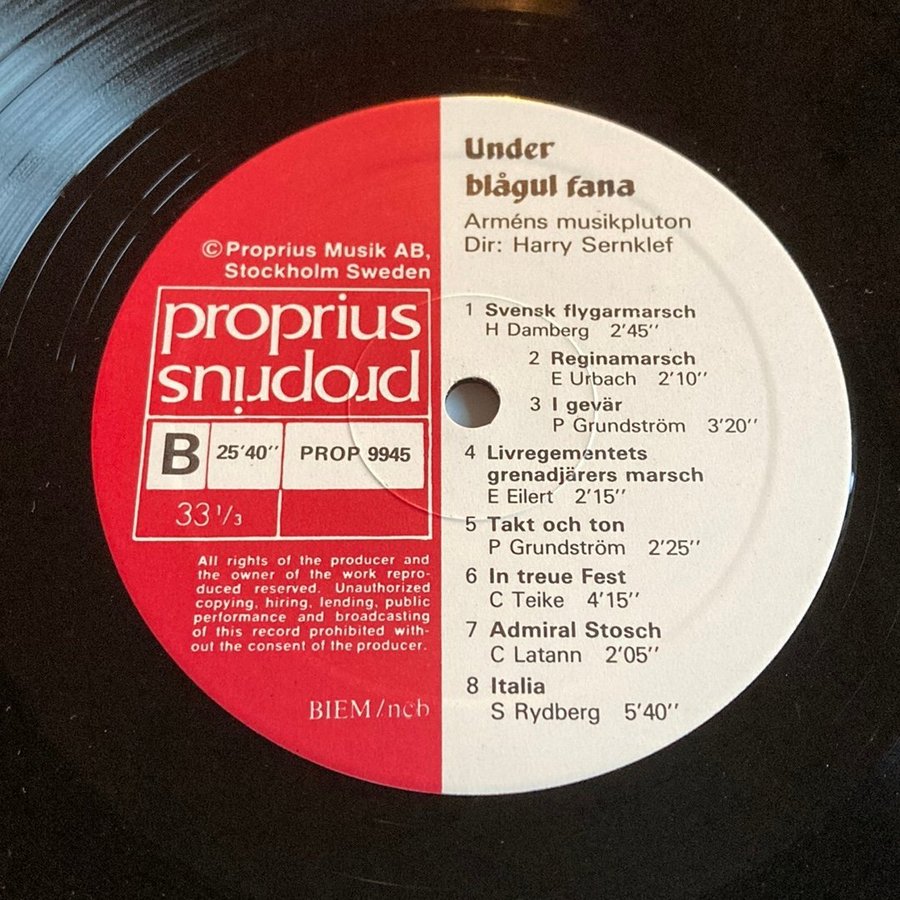 ©Proprius Musik AB,
Stockholm Sweden
proprius
proprius
B 25'40'' PROP 9945
33 1/3
All rights of the producer and
the owner of the work repro-
duced reserved. Unauthorized
copying, hiring, lending, public
performance and broadcasting
of this record prohibited with-
out the consent of the producer.
BIEM/ncb
Under
blågul fana
Arméns musikpluton
Dir: Harry Sernklef
1 Svensk flygarmarsch
H Damberg 2'45''
2 Reginamarsch
E Urbach 2'10''
3 I gevär
P Grundström 3'20''
4 Livregementets
grenadjärers marsch
E Eilert 2'15''
5 Takt och ton
P Grundström 2'25''
6 In treue Fest
C Teike 4'15''
7 Admiral Stosch
C Latann 2'05''
8 Italia
S Rydberg 5'40''